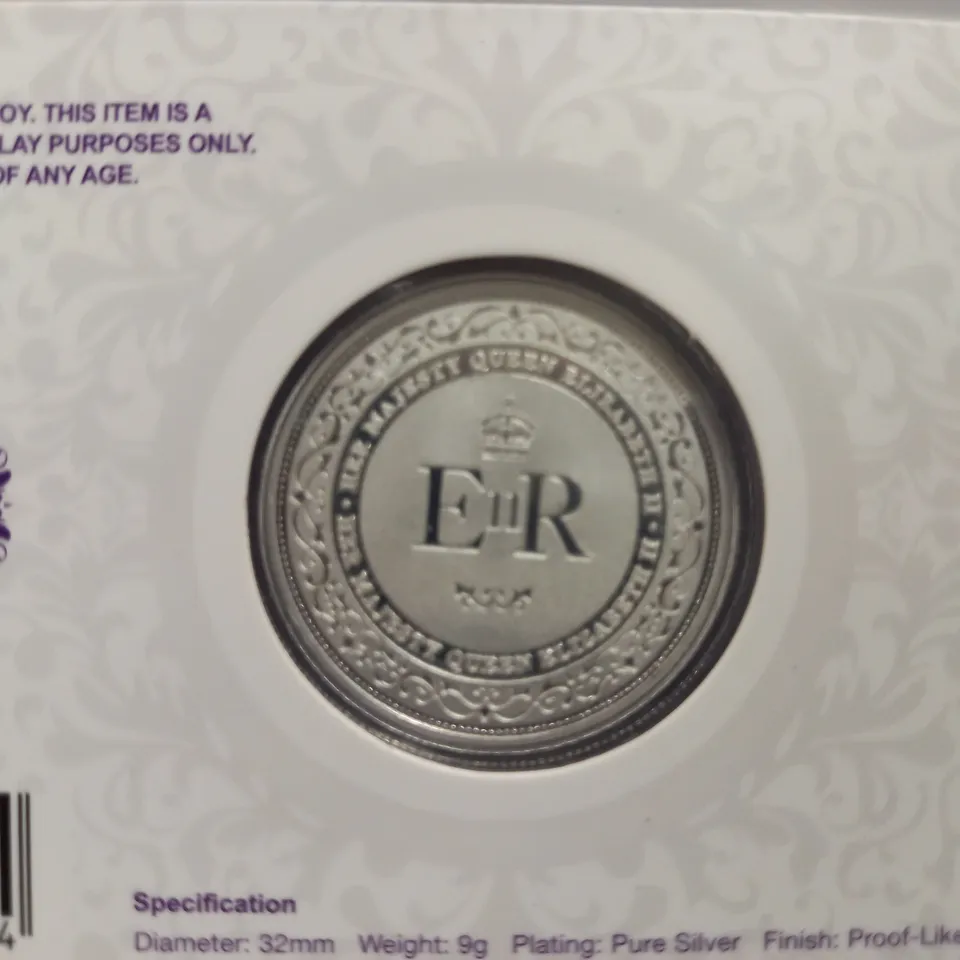 OY. THIS ITEM IS A
LAY PURPOSES ONLY.
OF ANY AGE.
HER MAJESTY QUEEN ELIZABETH II •
HER MAJESTY QUEEN ELIZABETH II •
EIIR
4
Specification
Diameter: 32mm Weight: 9g Plating: Pure Silver Finish: Proof-Like